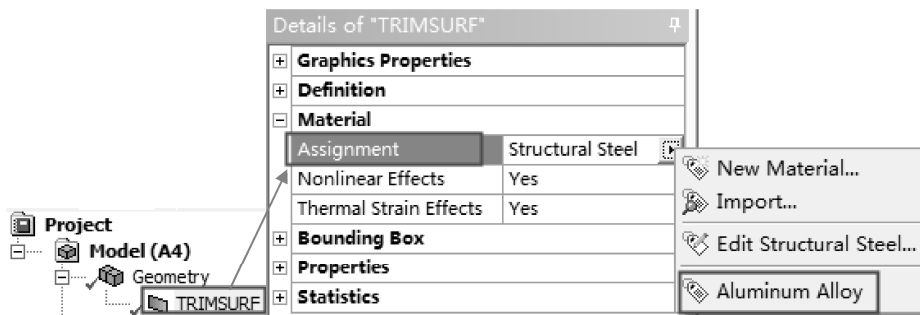 Details of "TRIMSURF"
Graphics Properties
Definition
Material
Assignment Structural Steel
Nonlinear Effects Yes
Thermal Strain Effects Yes
Bounding Box
Properties
Statistics
New Material...
Import...
Edit Structural Steel...
Aluminum Alloy
Project
Model (A4)
Geometry
TRIMSURF